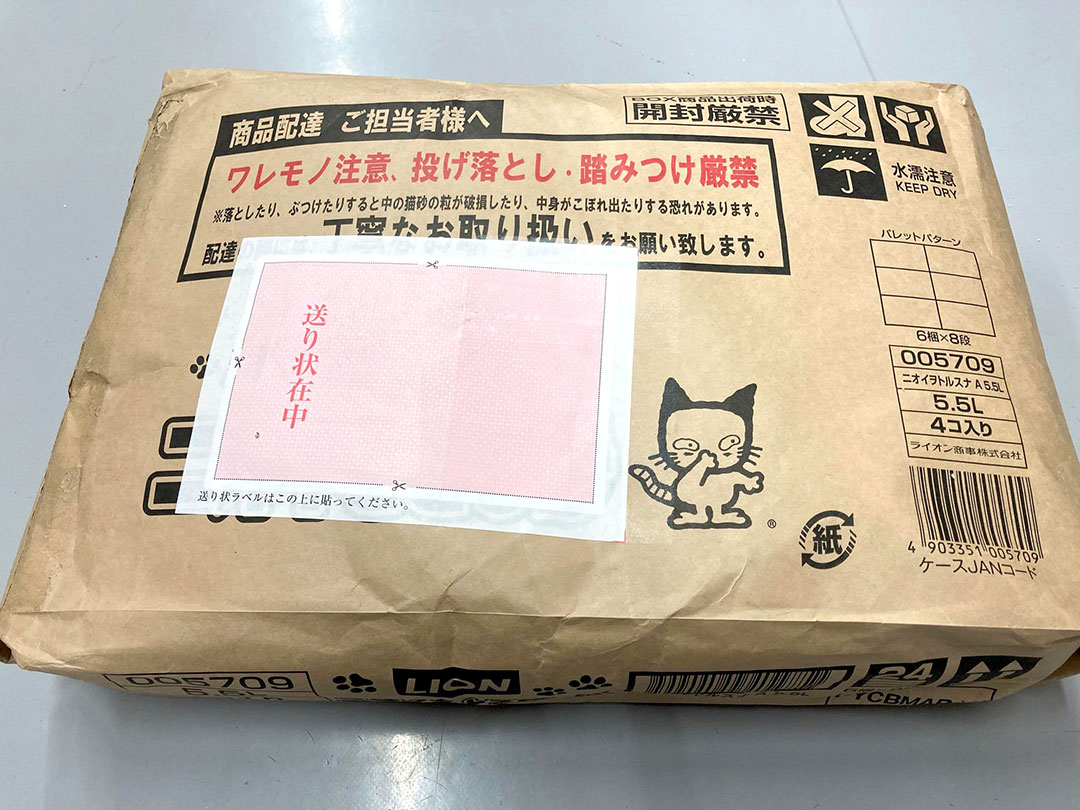 商品配達 ご担当者様へ
ワレモノ注意、投げ落とし・踏みつけ厳禁
※落としたり、ぶつけたりすると中の猫砂の粒が破損したり、中身がこぼれ出たりする恐れがあります。
配達 丁寧なお取り扱いをお願い致します。
BOX商品出荷時
開封厳禁
水濡注意
KEEP DRY
パレットパターン
6梱×8段
005709
ニオイヲトルスナ A 5.5L
5.5L
4コ入り
ライオン商事株式会社
4 903351 005709
ケースJANコード
送り状在中
送り状ラベルはこの上に貼ってください。
®
紙
005709
LION